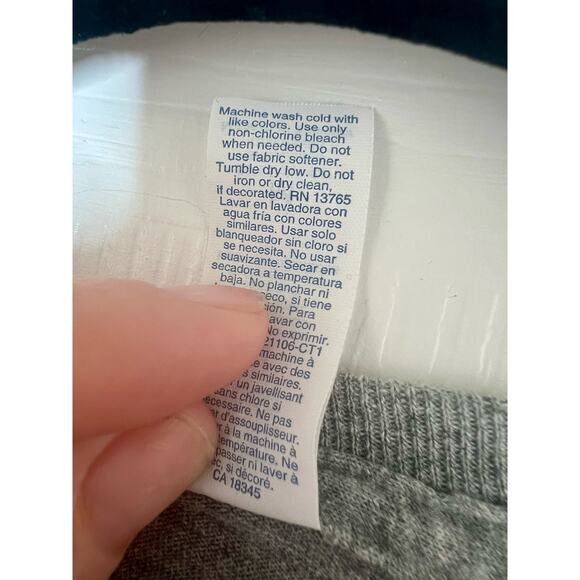 Machine wash cold with
like colors. Use only
non-chlorine bleach
when needed. Do not
use fabric softener.
Tumble dry low. Do not
iron or dry clean,
if decorated. RN 13765
Lavar en lavadora con
agua fría con colores
similares. Usar solo
blanqueador sin cloro si
se necesita. No usar
suavizante. Secar en
secadora a temperatura
baja. No planchar ni
seco, si tiene
Para
lavar con
No exprimir.
21106-CT1
machine à
avec des
similaires.
un javellisant
sans chlore si
nécessaire. Ne pas
d'assouplisseur.
à la machine à
température. Ne
passer ni laver à
si décoré.
CA 18345